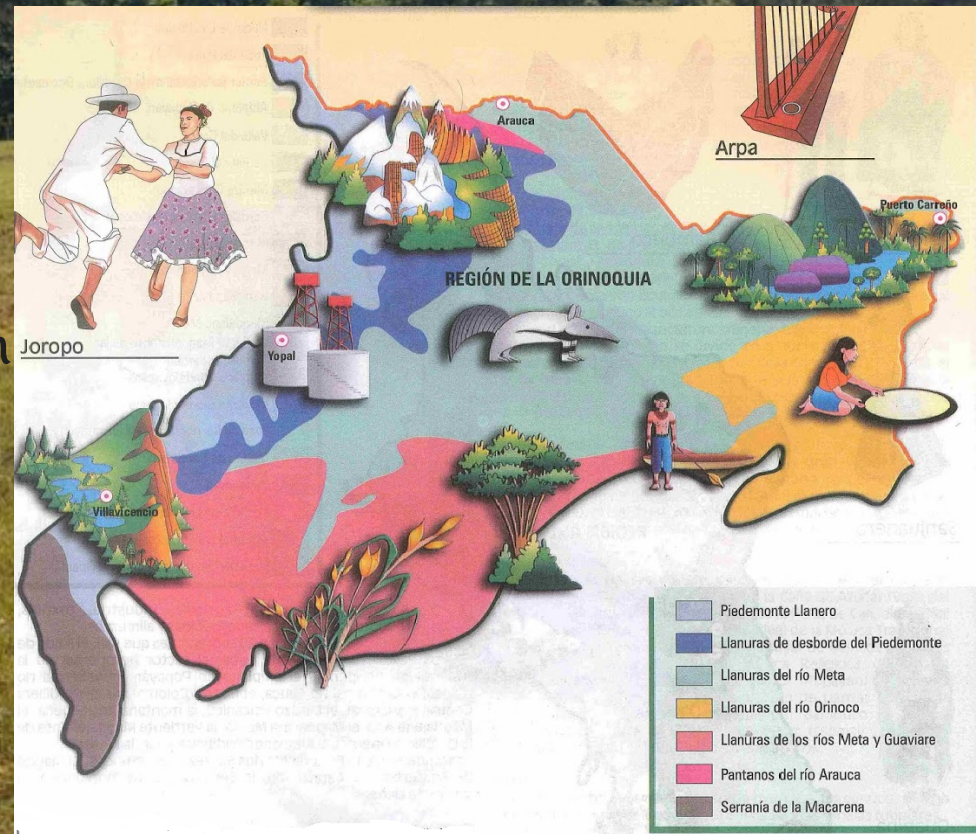 Arauca
Arpa
Puerto Carreño
REGIÓN DE LA ORINOQUIA
Joropo
Yopal
Villavicencio
Piedemonte Llanero
Llanuras de desborde del Piedemonte
Llanuras del río Meta
Llanuras del río Orinoco
Llanuras de los ríos Meta y Guaviare
Pantanos del río Arauca
Serranía de la Macarena